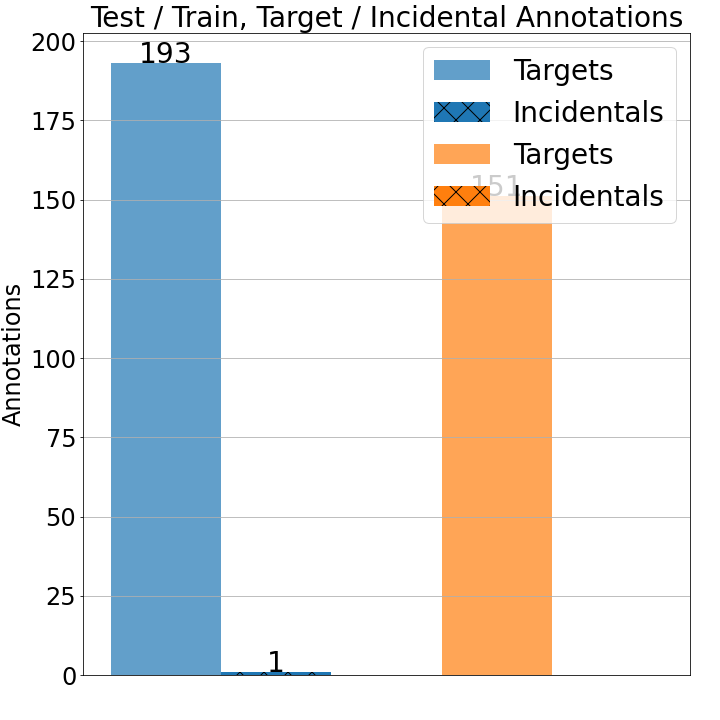 Test / Train, Target / Incidental Annotations
200
175
150
125
100
75
50
25
0
Annotations
193
1
151
Targets
Incidentals
Targets
Incidentals